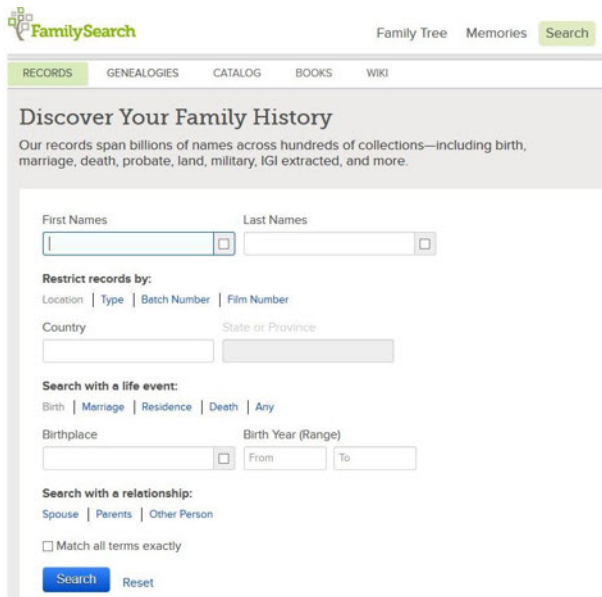 FamilySearch
Family Tree Memories Search
RECORDS GENEALOGIES CATALOG BOOKS WIKI
Discover Your Family History
Our records span billions of names across hundreds of collections—including birth,
marriage, death, probate, land, military, IGI extracted, and more.
First Names Last Names
Restrict records by:
Location | Type | Batch Number | Film Number
Country State or Province
Search with a life event:
Birth | Marriage | Residence | Death | Any
Birthplace Birth Year (Range)
From To
Search with a relationship:
Spouse | Parents | Other Person
Match all terms exactly
Search Reset